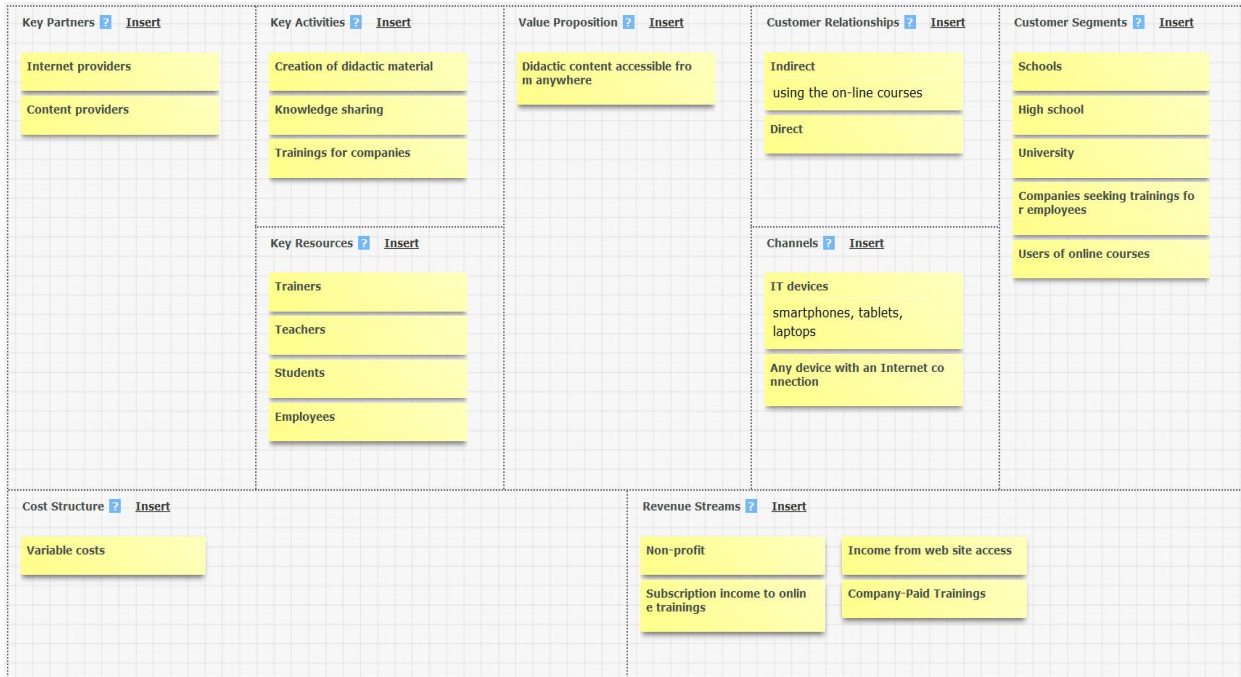 Key Partners ? Insert
Internet providers
Content providers
Key Activities ? Insert
Creation of didactic material
Knowledge sharing
Trainings for companies
Key Resources ? Insert
Trainers
Teachers
Students
Employees
Value Proposition ? Insert
Didactic content accessible fro
m anywhere
Customer Relationships ? Insert
Indirect
using the on-line courses
Direct
Channels ? Insert
IT devices
smartphones, tablets,
laptops
Any device with an Internet co
nnection
Customer Segments ? Insert
Schools
High school
University
Companies seeking trainings fo
r employees
Users of online courses
Cost Structure ? Insert
Variable costs
Revenue Streams ? Insert
Non-profit
Subscription income to onlin
e trainings
Income from web site access
Company-Paid Trainings